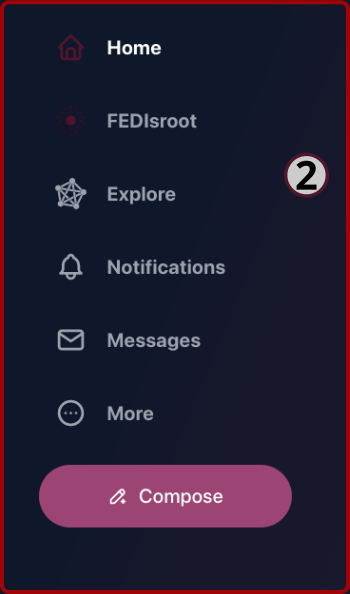 Home
FEDIsroot
2
Explore
Notifications
Messages
More
Compose